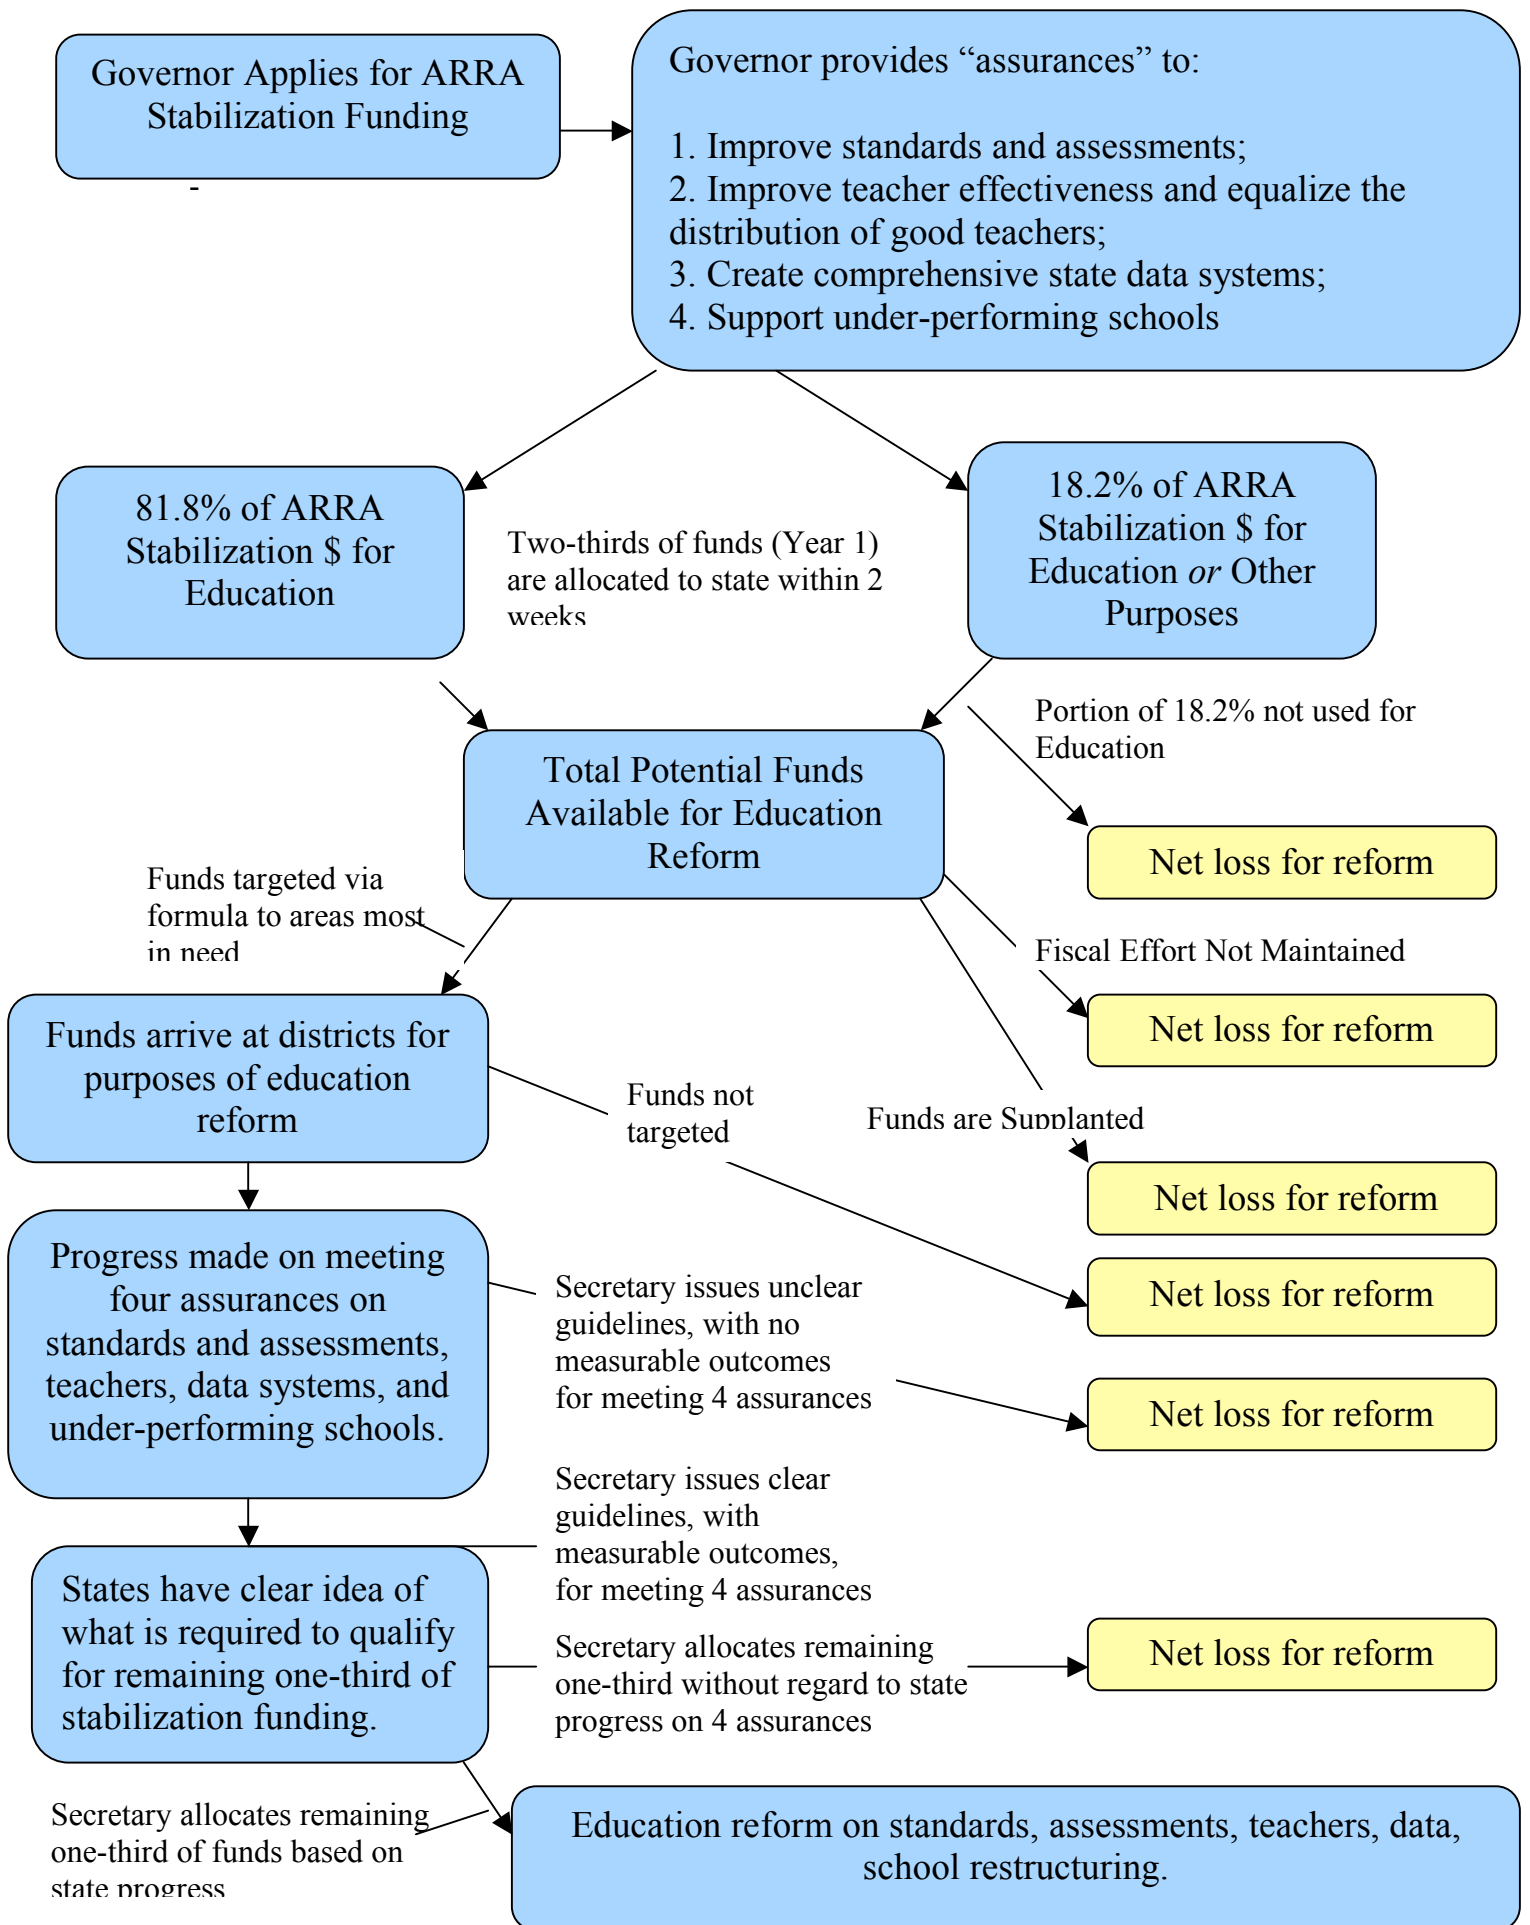 Governor Applies for ARRA
Stabilization Funding
-
Governor provides “assurances” to:
1. Improve standards and assessments;
2. Improve teacher effectiveness and equalize the
distribution of good teachers;
3. Create comprehensive state data systems;
4. Support under-performing schools
81.8% of ARRA
Stabilization $ for
Education
Two-thirds of funds (Year 1)
are allocated to state within 2
weeks
18.2% of ARRA
Stabilization $ for
Education or Other
Purposes
Portion of 18.2% not used for
Education
Total Potential Funds
Available for Education
Reform
Net loss for reform
Funds targeted via
formula to areas most
in need
Fiscal Effort Not Maintained
Net loss for reform
Funds arrive at districts for
purposes of education
reform
Funds not
targeted
Funds are Supplanted
Net loss for reform
Progress made on meeting
four assurances on
standards and assessments,
teachers, data systems, and
under-performing schools.
Net loss for reform
Secretary issues unclear
guidelines, with no
measurable outcomes
for meeting 4 assurances
Net loss for reform
Secretary issues clear
guidelines, with
measurable outcomes,
for meeting 4 assurances
States have clear idea of
what is required to qualify
for remaining one-third of
stabilization funding.
Secretary allocates remaining
one-third without regard to state
progress on 4 assurances
Net loss for reform
Secretary allocates remaining
one-third of funds based on
state progress
Education reform on standards, assessments, teachers, data,
school restructuring.